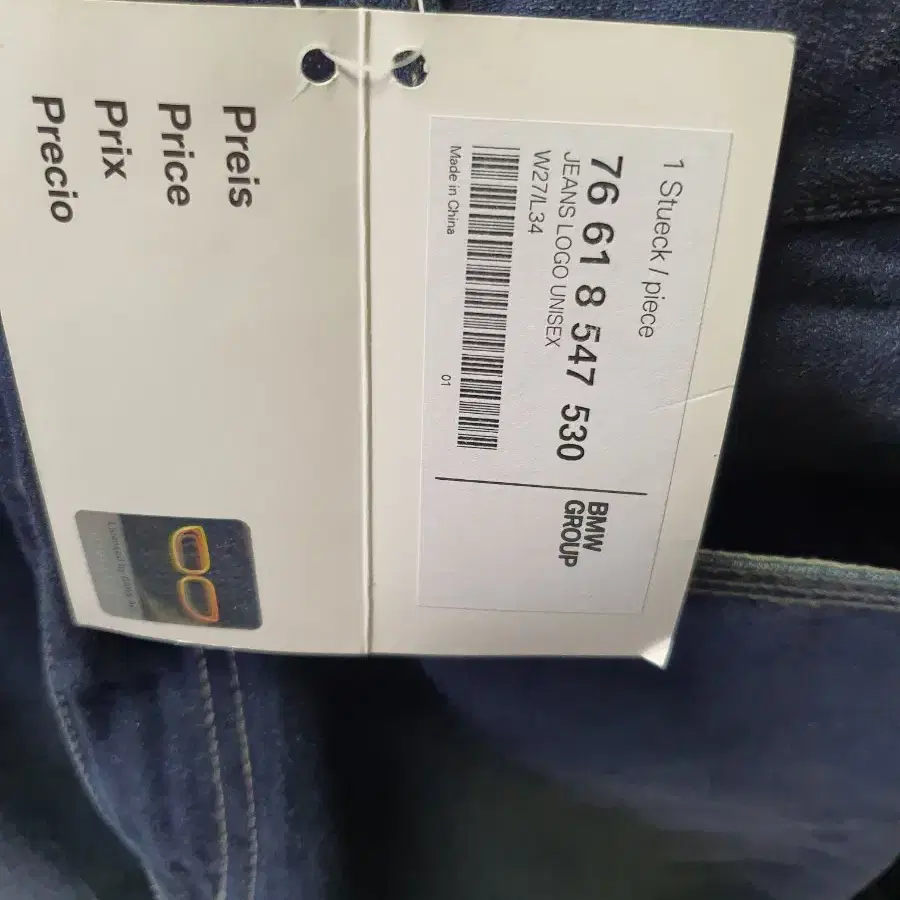 Preis
Price
Prix
Precio
1 Stueck / piece
76 61 8 547 530
JEANS LOGO UNISEX
W27/L34
Made in China
01
BMW
GROUP